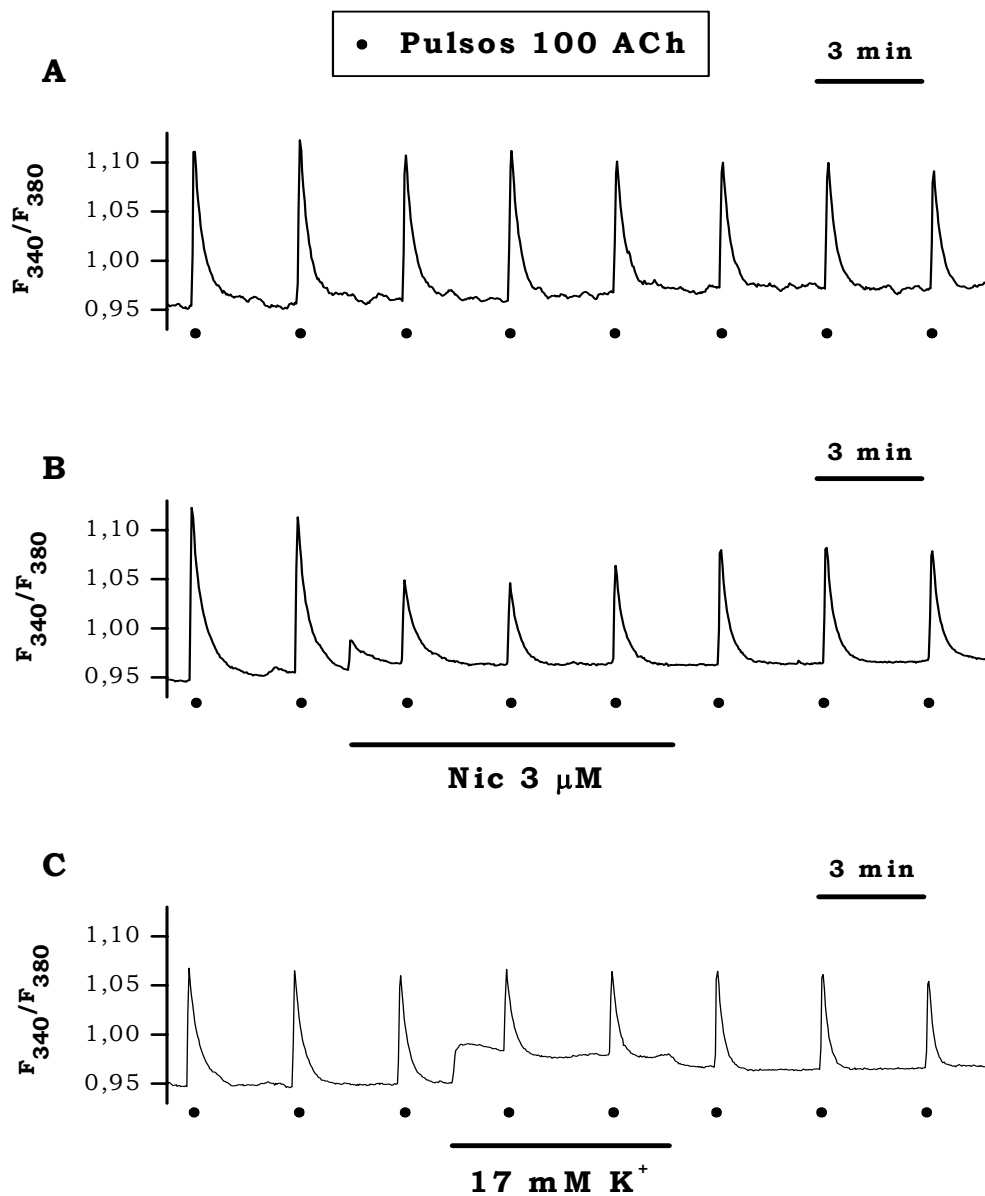 • Pulsos 100 ACh
A
3 min
F340/F380
1,10
1,05
1,00
0,95
B
3 min
F340/F380
1,10
1,05
1,00
0,95
Nic 3 μM
C
3 min
F340/F380
1,10
1,05
1,00
0,95
17 mM K+